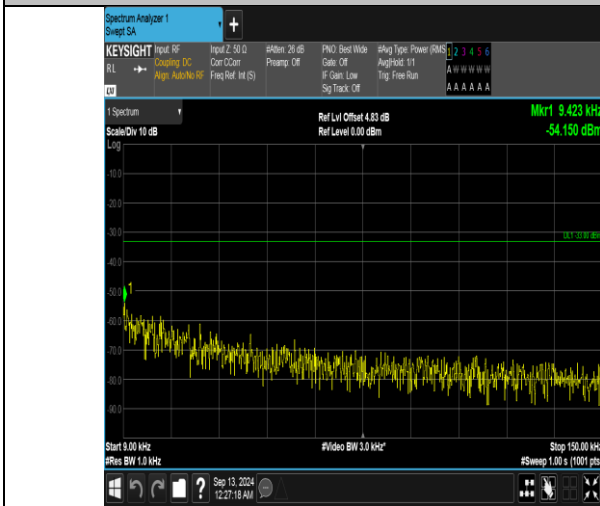 Spectrum Analyzer 1
Swept SA
+
KEYSIGHT Input: RF Input Z: 50 Ω #Atten: 26 dB PNO: Best Wide #Avg Type: Power (RMS 1 2 3 4 5 6
RL Coupling: DC Corr CCorr Preamp: Off Gate: Off Avg|Hold: 1/1 A W W W W W
Align: Auto/No RF Freq Ref: Int (S) IF Gain: Low Trig: Free Run
Sig Track: Off A A A A A A
1 Spectrum Ref Lvl Offset 4.83 dB Mkr1 9.423 kHz
Scale/Div 10 dB Ref Level 0.00 dBm -54.150 dBm
Log
-10.0
-20.0
-30.0
DL1 -33.00 dBm
-40.0
-50.0
1
-60.0
-70.0
-80.0
-90.0
Start 9.00 kHz #Video BW 3.0 kHz* Stop 150.00 kHz
#Res BW 1.0 kHz #Sweep 1.00 s (1001 pts
? Sep 13, 2024
12:27:18 AM